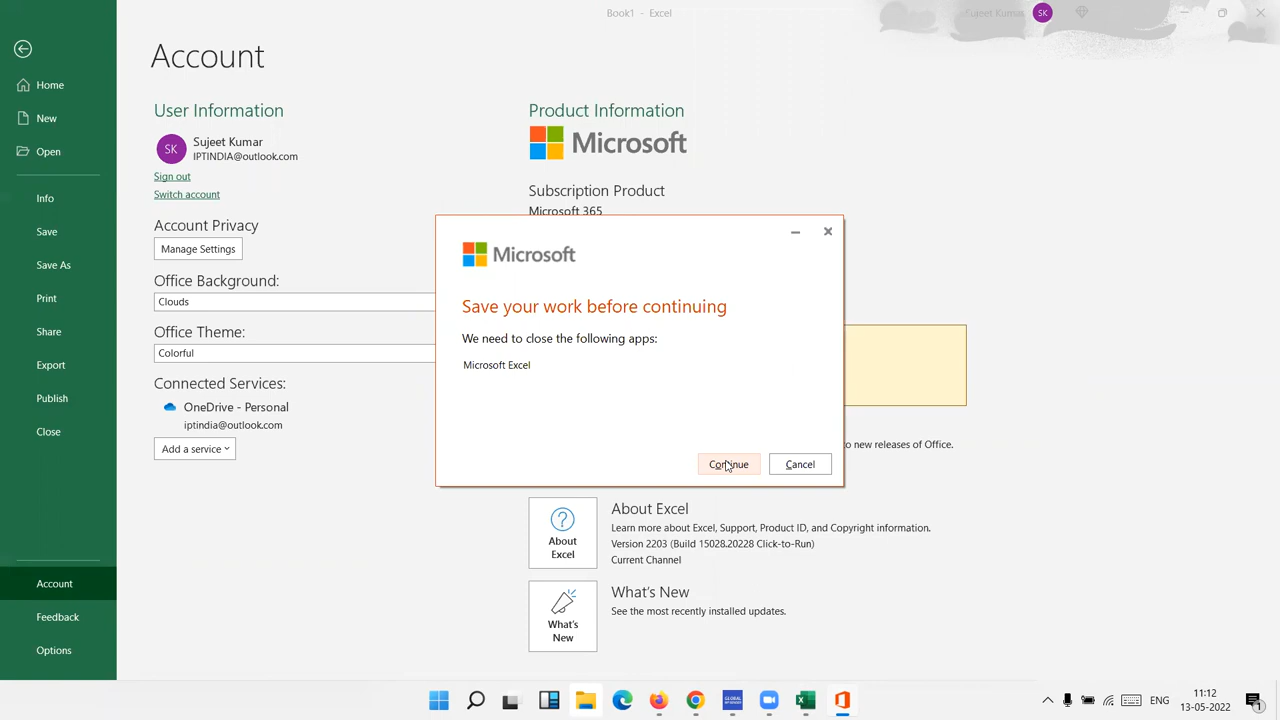 Book1 - Excel
Sujeet Kumar
SK
Account
Home
New
Open
Info
Save
Save As
Print
Share
Export
Publish
Close
Account
Feedback
Options
User Information
SK
Sujeet Kumar
IPTINDIA@outlook.com
Sign out
Switch account
Account Privacy
Manage Settings
Office Background:
Clouds
Office Theme:
Colorful
Connected Services:
OneDrive - Personal
iptindia@outlook.com
Add a service
Product Information
Microsoft
Subscription Product
Microsoft 365
Microsoft
Save your work before continuing
We need to close the following apps:
Microsoft Excel
Continue
Cancel
to new releases of Office.
About
Excel
About Excel
Learn more about Excel, Support, Product ID, and Copyright information.
Version 2203 (Build 15028.20228 Click-to-Run)
Current Channel
What's
New
What's New
See the most recently installed updates.
ENG
11:12
13-05-2022
1